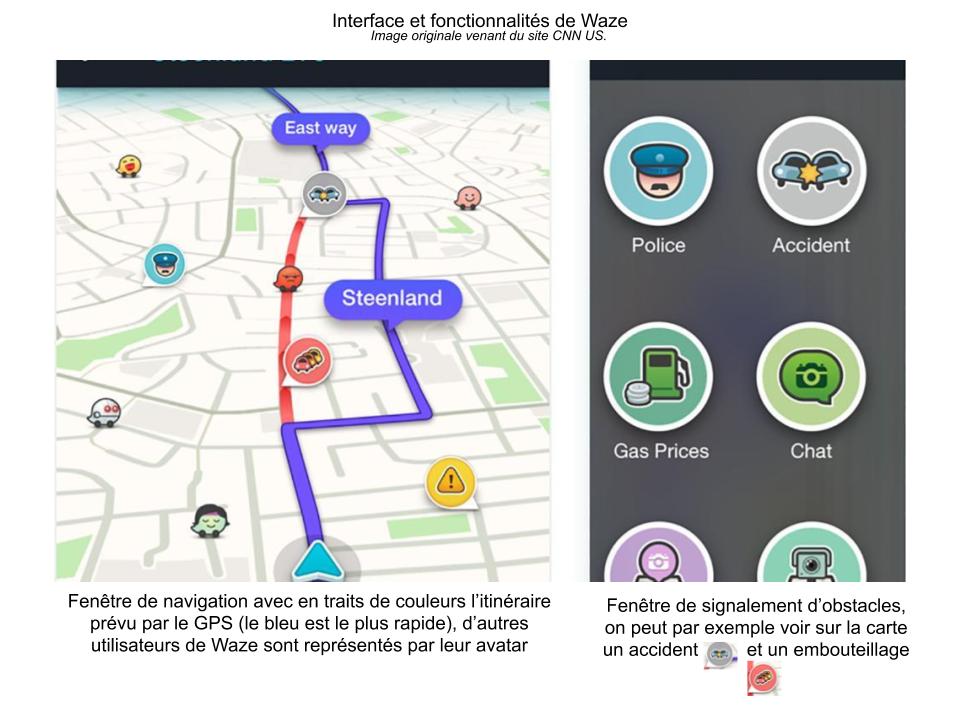 Interface et fonctionnalités de Waze
Image originale venant du site CNN US.
East way
Steenland
Police
Accident
Gas Prices
Chat
Fenêtre de navigation avec en traits de couleurs l’itinéraire
prévu par le GPS (le bleu est le plus rapide), d’autres
utilisateurs de Waze sont représentés par leur avatar
Fenêtre de signalement d’obstacles,
on peut par exemple voir sur la carte
un accident et un embouteillage